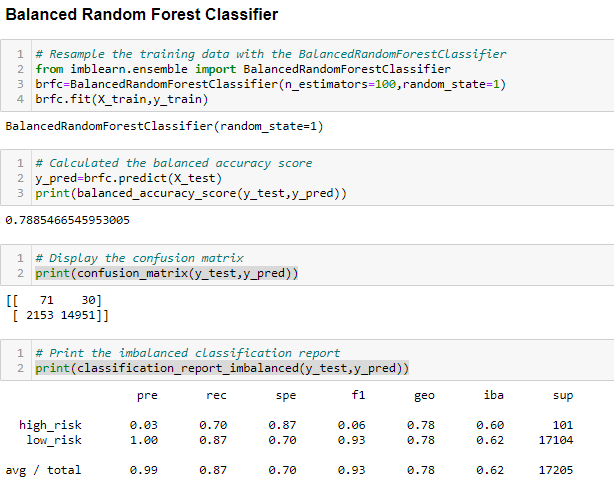 Balanced Random Forest Classifier
1 # Resample the training data with the BalancedRandomForestClassifier
2 from imblearn.ensemble import BalancedRandomForestClassifier
3 brfc=BalancedRandomForestClassifier(n_estimators=100,random_state=1)
4 brfc.fit(X_train,y_train)
BalancedRandomForestClassifier(random_state=1)
1 # Calculated the balanced accuracy score
2 y_pred=brfc.predict(X_test)
3 print(balanced_accuracy_score(y_test,y_pred))
0.7885466545953005
1 # Display the confusion matrix
2 print(confusion_matrix(y_test,y_pred))
[[   71    30]
 [ 2153 14951]]
1 # Print the imbalanced classification report
2 print(classification_report_imbalanced(y_test,y_pred))
pre rec spe f1 geo iba sup
high_risk 0.03 0.70 0.87 0.06 0.78 0.60 101
low_risk 1.00 0.87 0.70 0.93 0.78 0.62 17104
avg / total 0.99 0.87 0.70 0.93 0.78 0.62 17205